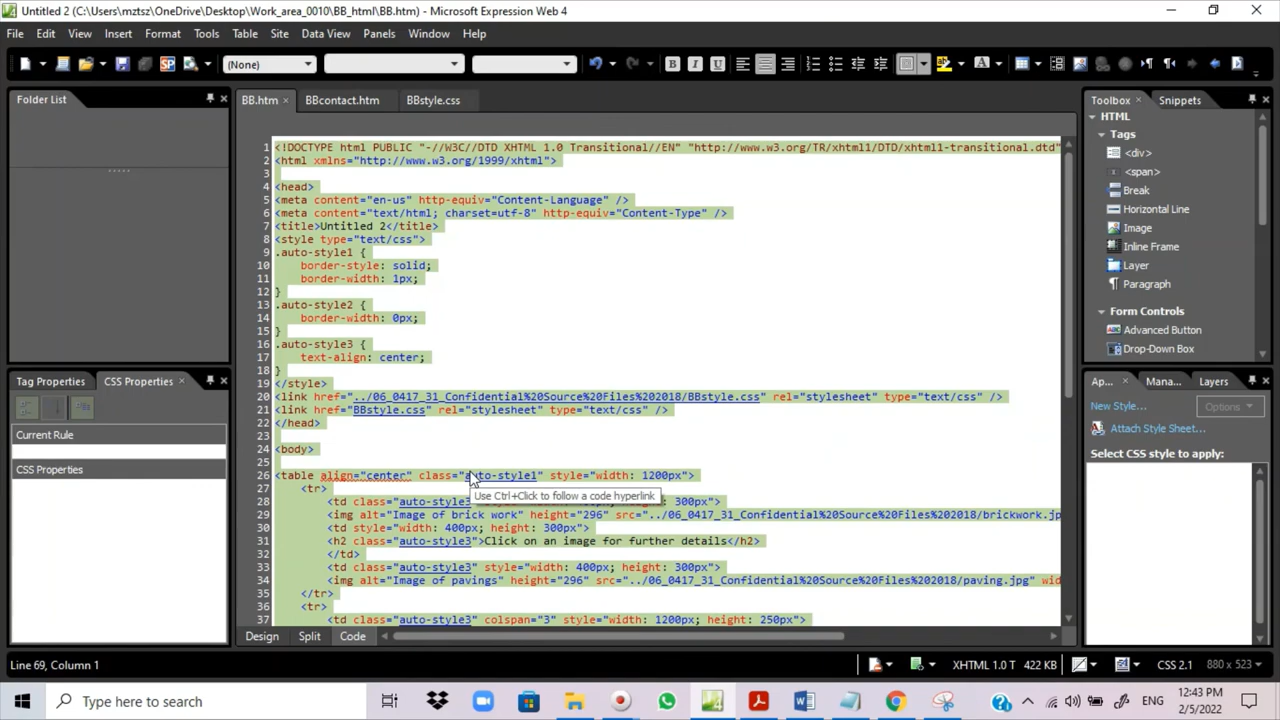 Untitled 2 (C:\Users\mztsz\OneDrive\Desktop\Work_area_0010\BB_html\BB.htm) - Microsoft Expression Web 4
File Edit View Insert Format Tools Table Site Data View Panels Window Help
(None)
Folder List
BB.htm BBcontact.htm BBstyle.css
1 <!DOCTYPE html PUBLIC "-//W3C//DTD XHTML 1.0 Transitional//EN" "http://www.w3.org/TR/xhtml1/DTD/xhtml1-transitional.dtd"
2 <html xmlns="http://www.w3.org/1999/xhtml">
3
4 <head>
5 <meta content="en-us" http-equiv="Content-Language" />
6 <meta content="text/html; charset=utf-8" http-equiv="Content-Type" />
7 <title>Untitled 2</title>
8 <style type="text/css">
9 .auto-style1 {
10 border-style: solid;
11 border-width: 1px;
12 }
13 .auto-style2 {
14 border-width: 0px;
15 }
16 .auto-style3 {
17 text-align: center;
18 }
19 </style>
20 <link href="../06_0417_31_Confidential%20Source%20Files%202018/BBstyle.css" rel="stylesheet" type="text/css" />
21 <link href="BBstyle.css" rel="stylesheet" type="text/css" />
22 </head>
23
24 <body>
25
26 <table align="center" class="auto-style1" style="width: 1200px">
27 <tr>
Use Ctrl+Click to follow a code hyperlink
28 <td class="auto-style3 height: 300px">
29 <img alt="Image of brick work" height="296" src="../06_0417_31_Confidential%20Source%20Files%202018/brickwork.jp
30 <td style="width: 400px; height: 300px">
31 <h2 class="auto-style3">Click on an image for further details</h2>
32 </td>
33 <td class="auto-style3" style="width: 400px; height: 300px">
34 <img alt="Image of pavings" height="296" src="../06_0417_31_Confidential%20Source%20Files%202018/paving.jpg" wid
35 </tr>
36 <tr>
37 <td class="auto-style3" colspan="3" style="width: 1200px; height: 250px">
Design Split Code
Tag Properties CSS Properties
Current Rule
CSS Properties
Toolbox Snippets
HTML
Tags
<div>
<span>
Break
Horizontal Line
Image
Inline Frame
Layer
Paragraph
Form Controls
Advanced Button
Drop-Down Box
Ap... Mana... Layers
New Style... Options
Attach Style Sheet...
Select CSS style to apply:
Line 69, Column 1
XHTML 1.0 T 422 KB CSS 2.1 880 x 523
Type here to search
ENG
12:43 PM
2/5/2022